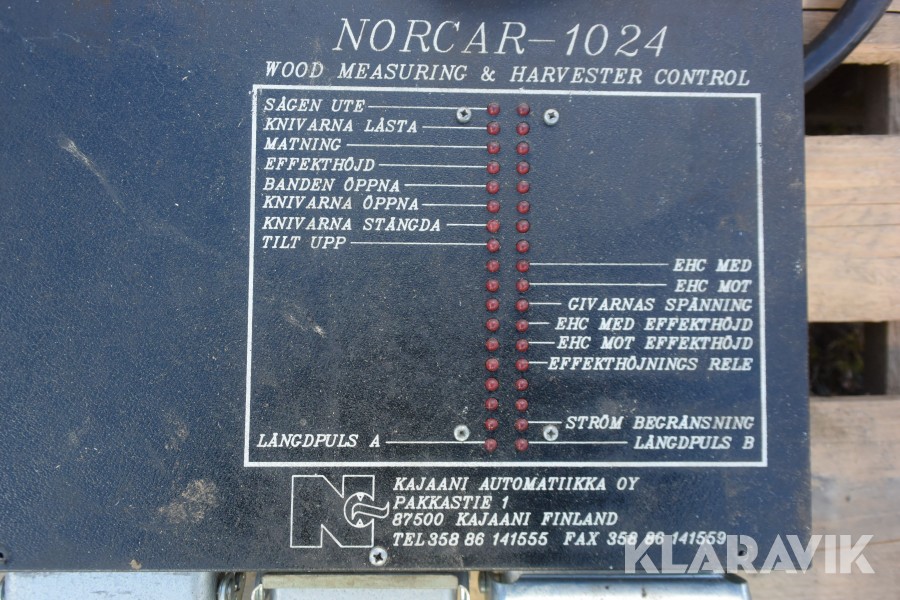 NORCAR-1024
WOOD MEASURING & HARVESTER CONTROL
SÅGEN UTE
KNIVARNA LÅSTA
MATNING
EFFEKTHÖJD
BANDEN ÖPPNA
KNIVARNA ÖPPNA
KNIVARNA STÄNGDA
TILT UPP
EHC MED
EHC MOT
GIVARNAS SPÄNNING
EHC MED EFFEKTHÖJD
EHC MOT EFFEKTHÖJD
EFFEKTHÖJNINGS RELE
STRÖM BEGRÄNSNING
LÄNGDPULS A
LÄNGDPULS B
KAJAANI AUTOMATIIKKA OY
PAKKASTIE 1
87500 KAJAANI FINLAND
TEL 358 86 141555 FAX 358 86 141559
KLARAVIK